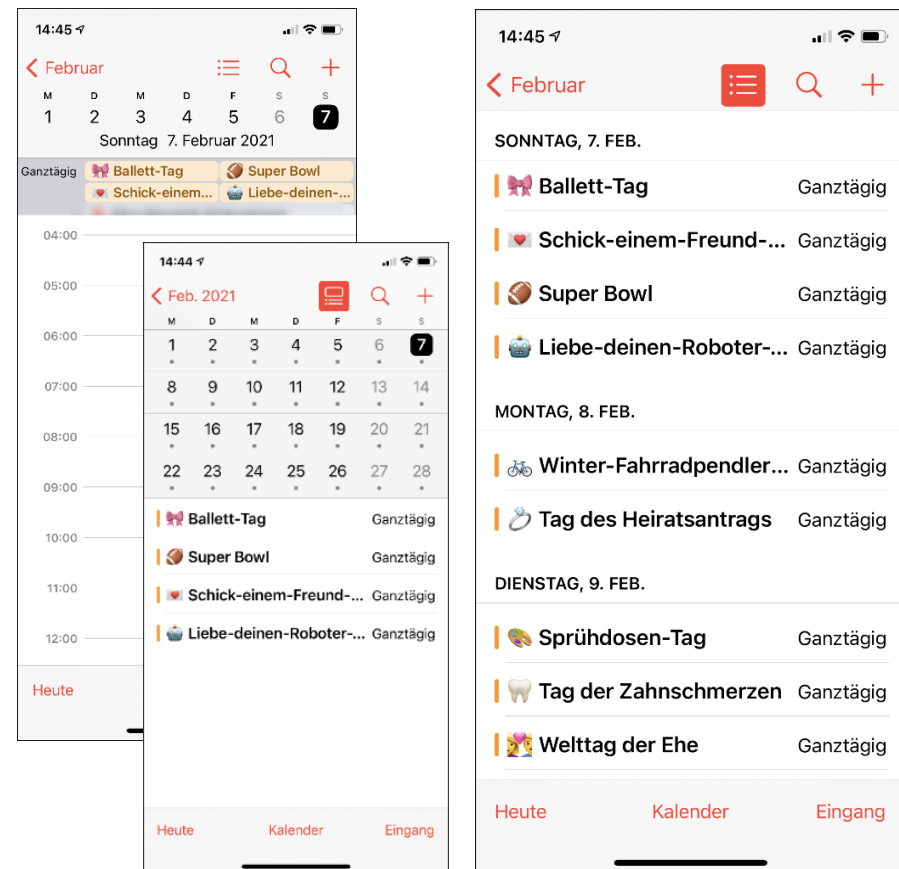 14:45
Februar
M D M D F S S
1 2 3 4 5 6 7
Sonntag 7. Februar 2021
Ganztägig
Ballett-Tag
Super Bowl
Schick-einem...
Liebe-deinen-...
04:00
05:00
06:00
07:00
08:00
09:00
10:00
11:00
12:00
Heute
14:44
Feb. 2021
M D M D F S S
1 2 3 4 5 6 7
8 9 10 11 12 13 14
15 16 17 18 19 20 21
22 23 24 25 26 27 28
Ballett-Tag Ganztägig
Super Bowl Ganztägig
Schick-einem-Freund-... Ganztägig
Liebe-deinen-Roboter-... Ganztägig
Heute Kalender Eingang
14:45
Februar
SONNTAG, 7. FEB.
Ballett-Tag Ganztägig
Schick-einem-Freund-... Ganztägig
Super Bowl Ganztägig
Liebe-deinen-Roboter-... Ganztägig
MONTAG, 8. FEB.
Winter-Fahrradpendler... Ganztägig
Tag des Heiratsantrags Ganztägig
DIENSTAG, 9. FEB.
Sprühdosen-Tag Ganztägig
Tag der Zahnschmerzen Ganztägig
Welttag der Ehe Ganztägig
Heute Kalender Eingang